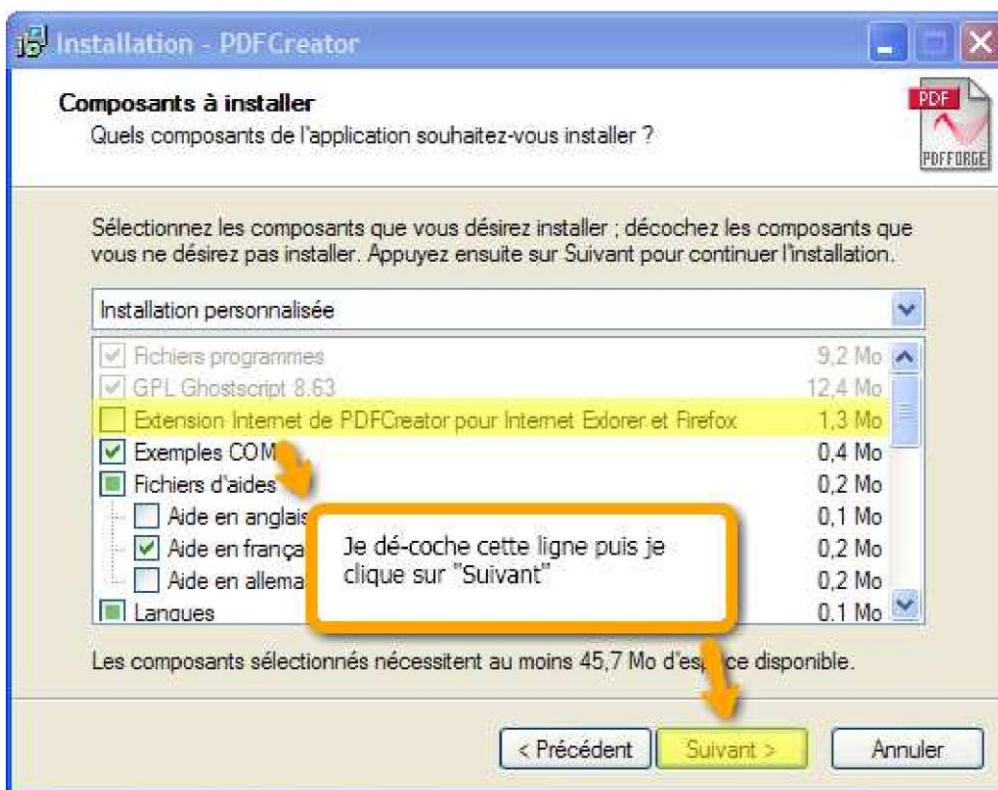 Installation - PDFCreator
Composants à installer
Quels composants de l'application souhaitez-vous installer ?
PDF
PDFFORGE
Sélectionnez les composants que vous désirez installer ; décochez les composants que
vous ne désirez pas installer. Appuyez ensuite sur Suivant pour continuer l'installation.
Installation personnalisée
Fichiers programmes 9,2 Mo
GPL Ghostscript 8.63 12,4 Mo
Extension Internet de PDFCreator pour Internet Exlorer et Firefox 1,3 Mo
Exemples COM 0,4 Mo
Fichiers d'aides 0,2 Mo
Aide en anglais 0,1 Mo
Aide en frança 0,2 Mo
Aide en allema 0,2 Mo
Langues 0.1 Mo
Je dé-coche cette ligne puis je
clique sur "Suivant"
Les composants sélectionnés nécessitent au moins 45,7 Mo d'espace disponible.
< Précédent Suivant > Annuler